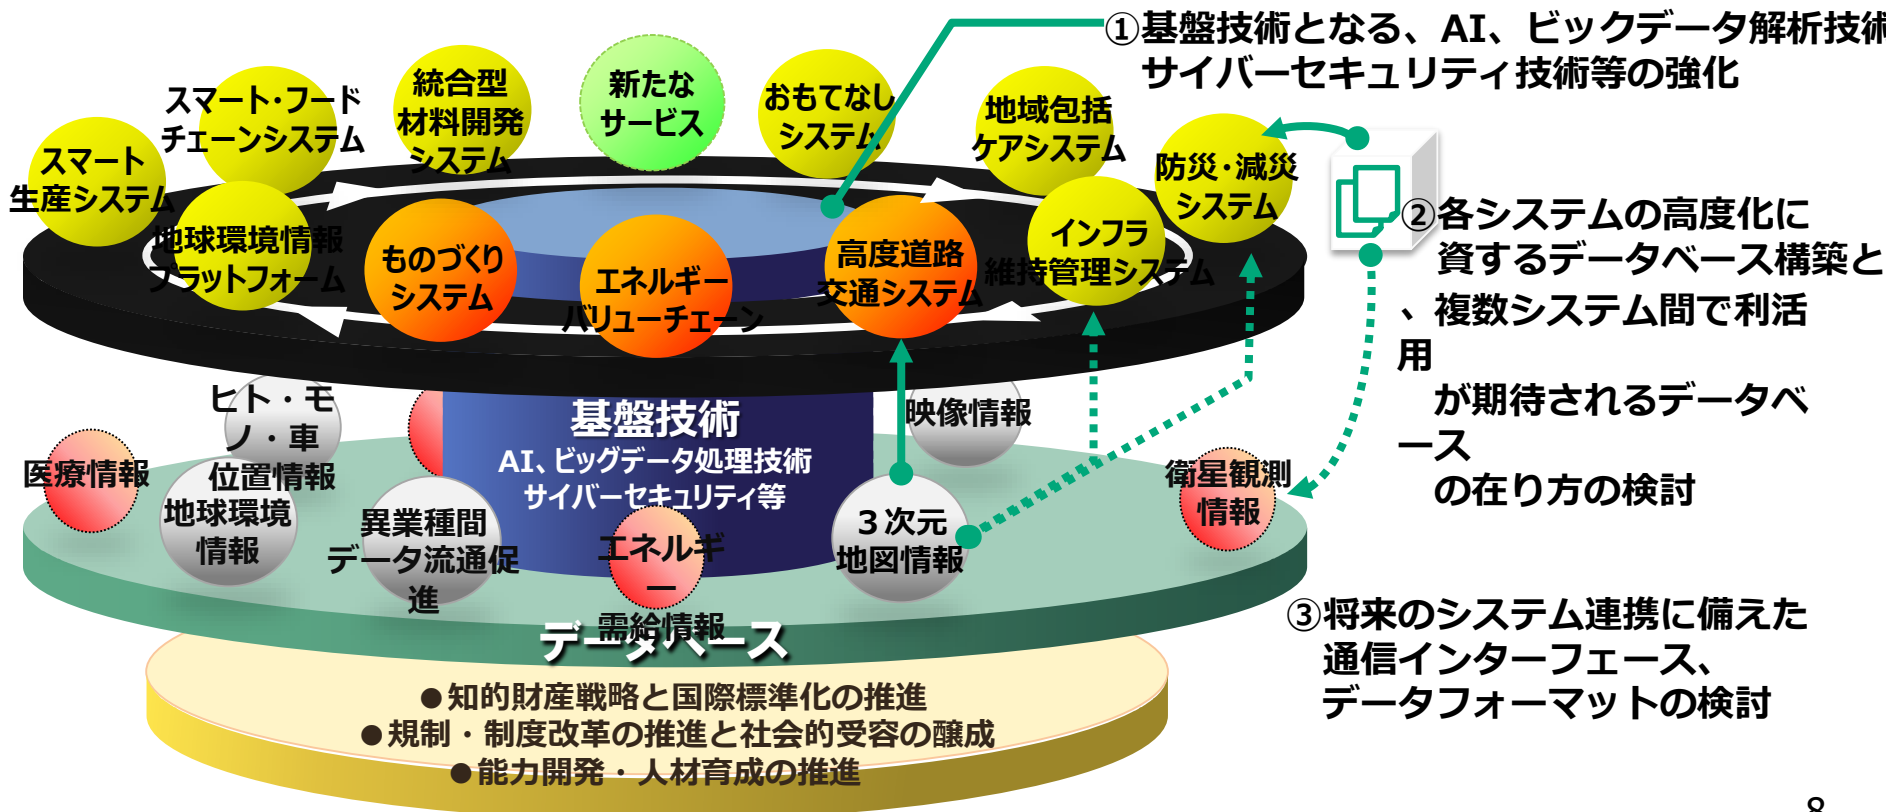 ①基盤技術となる、AI、ビックデータ解析技術
サイバーセキュリティ技術等の強化
スマート・フード
チェーンシステム
統合型
材料開発
システム
新たな
サービス
おもてなし
システム
地域包括
ケアシステム
防災・減災
システム
スマート
生産システム
地球環境情報
プラットフォーム
ものづくり
システム
エネルギー
バリューチェーン
高度道路
交通システム
インフラ
維持管理システム
②各システムの高度化に
資するデータベース構築と
、複数システム間で利活
用
が期待されるデータベ
ース
の在り方の検討
ヒト・モ
ノ・車
位置情報
基盤技術
AI、ビッグデータ処理技術
サイバーセキュリティ等
映像情報
医療情報
地球環境
情報
異業種間
データ流通促
進
エネルギ
ー
需給情報
３次元
地図情報
衛星観測
情報
データベース
③将来のシステム連携に備えた
通信インターフェース、
データフォーマットの検討
●知的財産戦略と国際標準化の推進
●規制・制度改革の推進と社会的受容の醸成
●能力開発・人材育成の推進
8